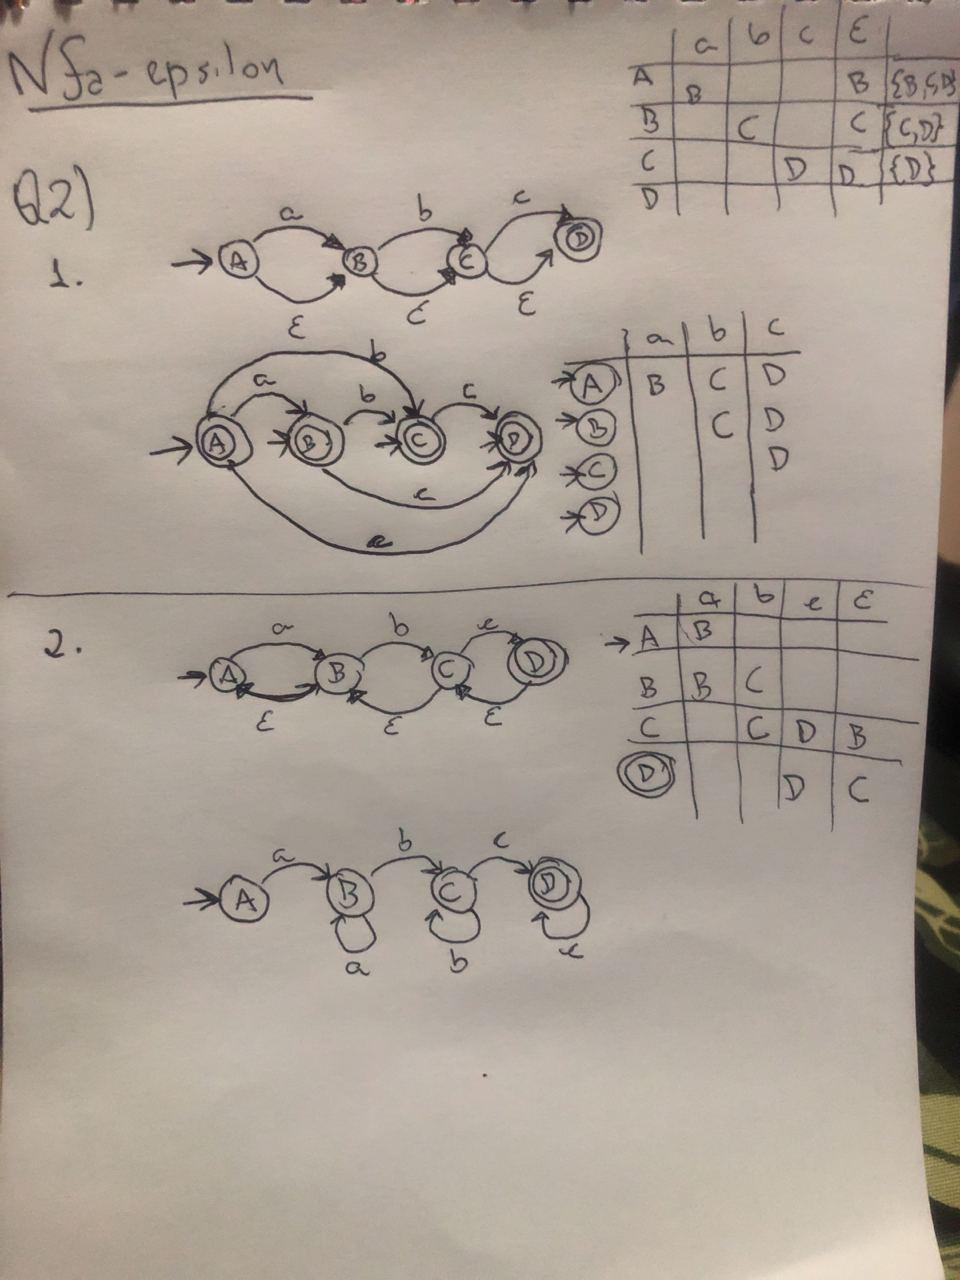 Nfa-epsilon
a b c ε
A B B {B,C,D}
B C C {C,D}
C D D {D}
D
Q2)
1.
a b c
A B C D
ε ε ε
a b c
A B C D
B C D
C D
D
b
a b c
A B C D
c
a
2.
a b c ε
A B
B B C
C C D B
D D C
a b c
A B C D
ε ε ε
a b c
A B C D
a b c